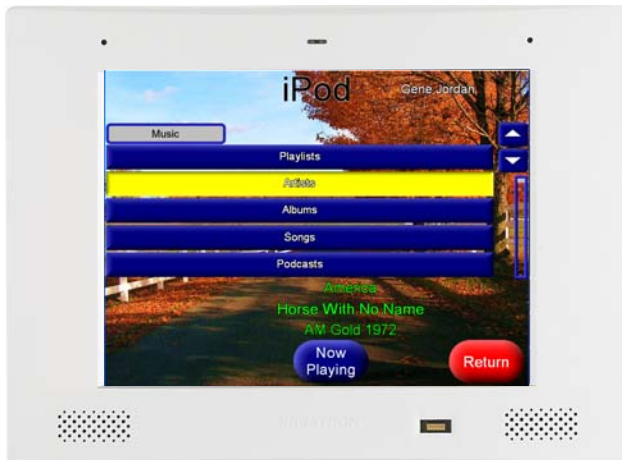 iPod
Gene Jordan
Music
Playlists
Artists
Albums
Songs
Podcasts
America
Horse With No Name
AM Gold 1972
Now
Playing
Return